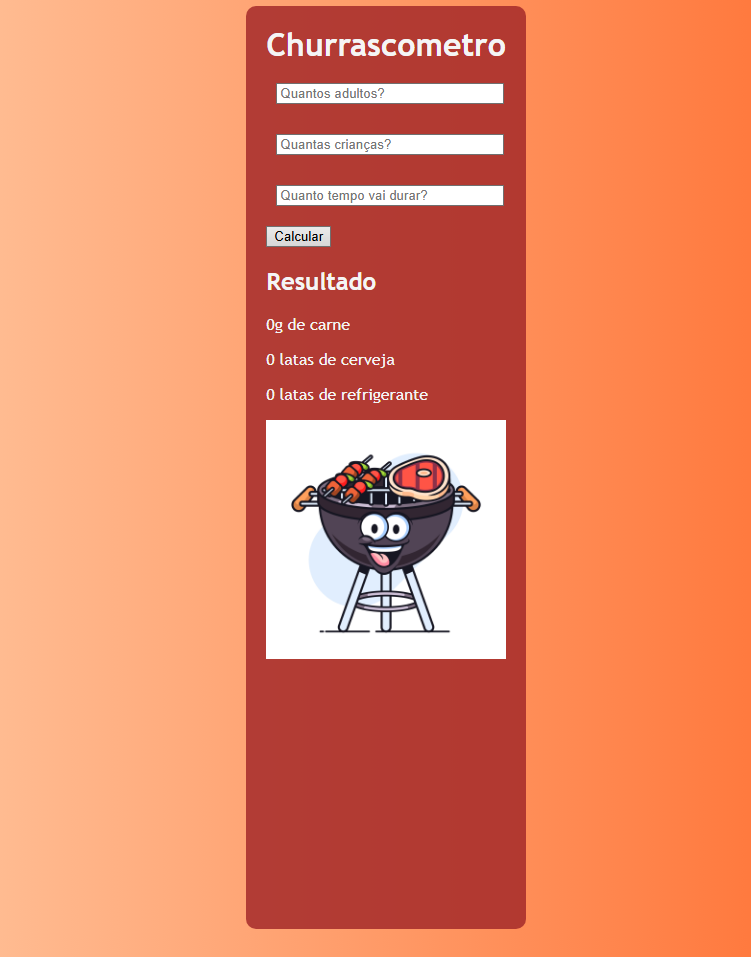 Churrascometro
Quantos adultos?
Quantas crianças?
Quanto tempo vai durar?
Calcular
Resultado
0g de carne
0 latas de cerveja
0 latas de refrigerante